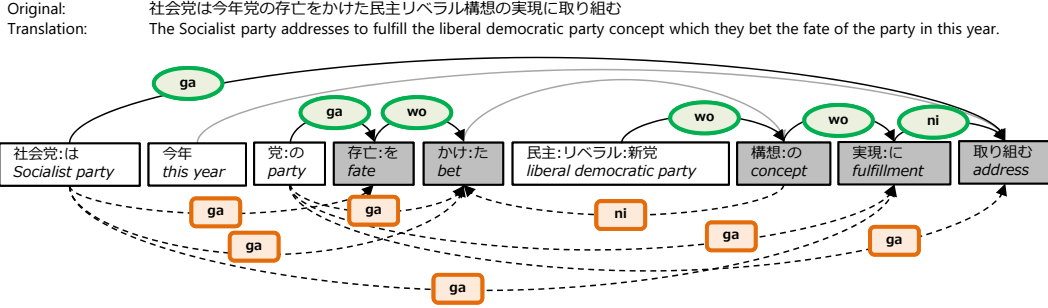 Original: 社会党は今年党の存亡をかけた民主リベラル構想の実現に取り組む
Translation: The Socialist party addresses to fulfill the liberal democratic party concept which they bet the fate of the party in this year.
ga
ga
wo
wo
wo
ni
社会党:は 今年 党:の 存亡:を かけ:た 民主:リベラル:新党 構想:の 実現:に 取り組む
Socialist party this year party fate bet liberal democratic party concept fulfillment address
ga
ga
ni
ga
ga
ga
ga